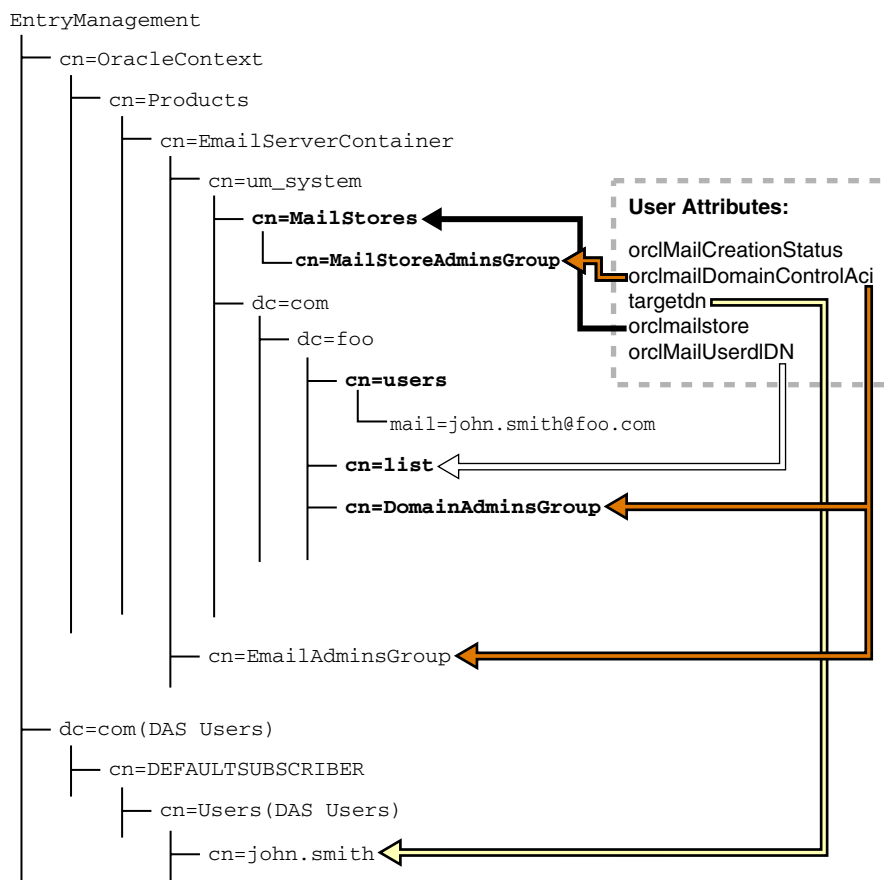 EntryManagement
cn=OracleContext
cn=Products
cn=EmailServerContainer
cn=um_system
cn=MailStores
cn=MailStoreAdminsGroup
dc=com
dc=foo
cn=users
mail=john.smith@foo.com
cn=list
cn=DomainAdminsGroup
cn=EmailAdminsGroup
dc=com(DAS Users)
cn=DEFAULTSUBSCRIBER
cn=Users(DAS Users)
cn=john.smith
User Attributes:
orclMailCreationStatus
orclmailDomainControlAci
targetdn
orclmailstore
orclMailUserdlDN